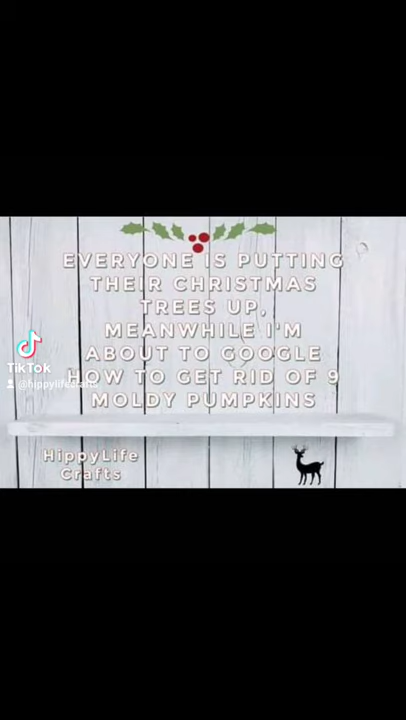 EVERYONE IS PUTTING
THEIR CHRISTMAS
TREES UP,
MEANWHILE I'M
ABOUT TO GOOGLE
HOW TO GET RID OF 9
MOLDY PUMPKINS
TikTok
@hippylifecrafts
HippyLife
Crafts